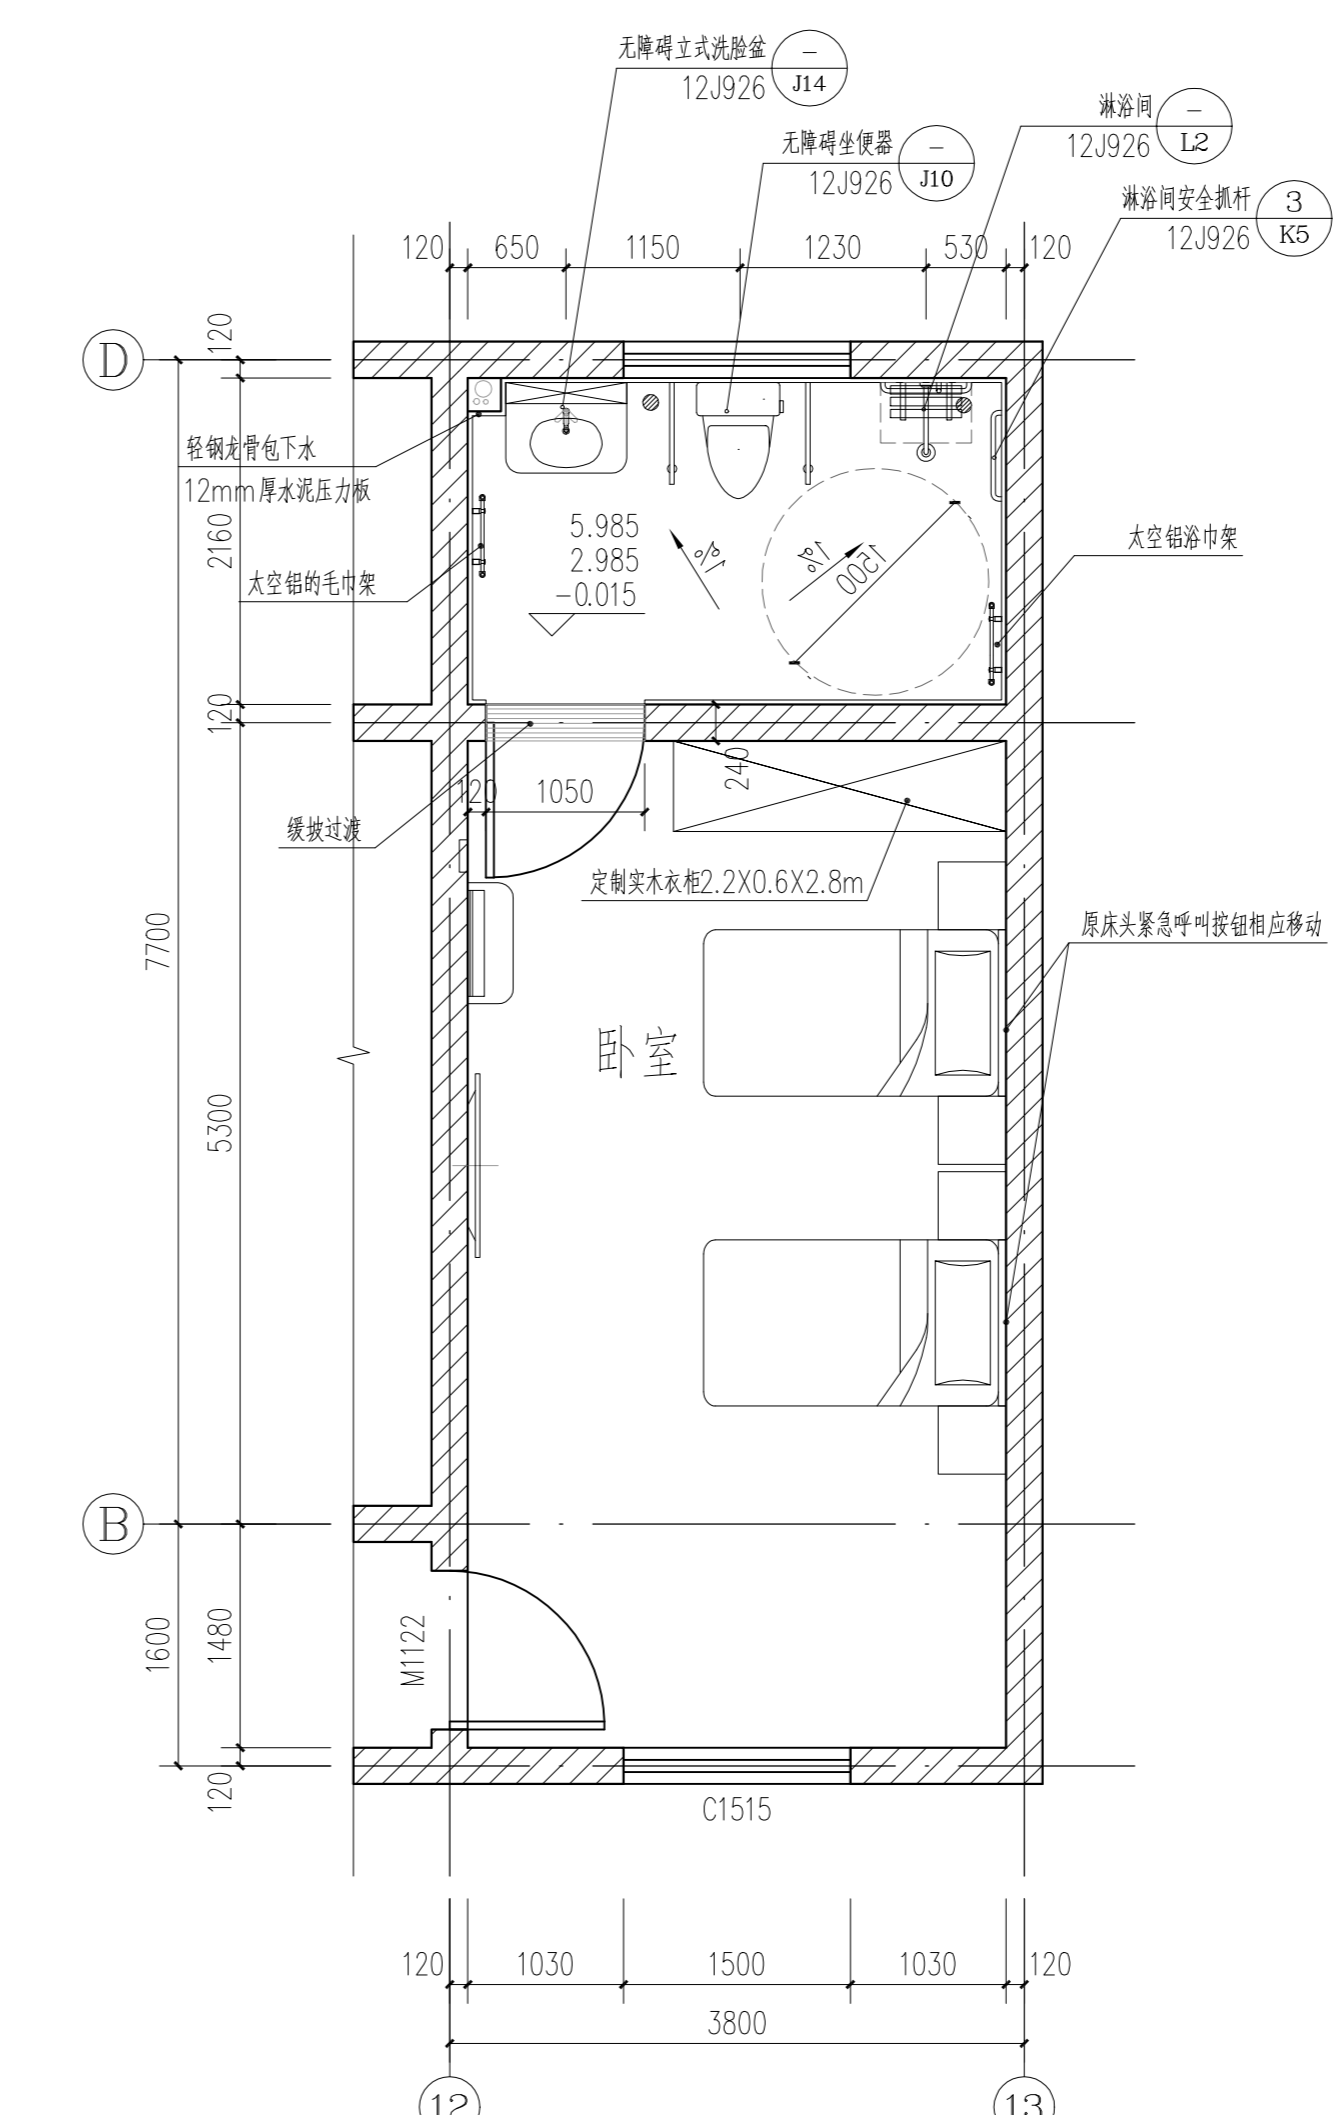 无障碍立式洗脸盆
12J926
–
J14
淋浴间
12J926
–
L2
无障碍坐便器
12J926
–
J10
淋浴间安全抓杆
12J926
3
K5
120
650
1150
1230
530
120
D
120
轻钢龙骨包下水
12mm厚水泥压力板
2160
太空铝的毛巾架
5.985
2.985
-0.015
1%
1%
1500
太空铝浴巾架
120
240
120
1050
缓坡过渡
定制实木衣柜2.2X0.6X2.8m
原床头紧急呼叫按钮相应移动
7700
卧室
5300
B
1600
1480
M1122
120
C1515
120
1030
1500
1030
120
3800
12
13